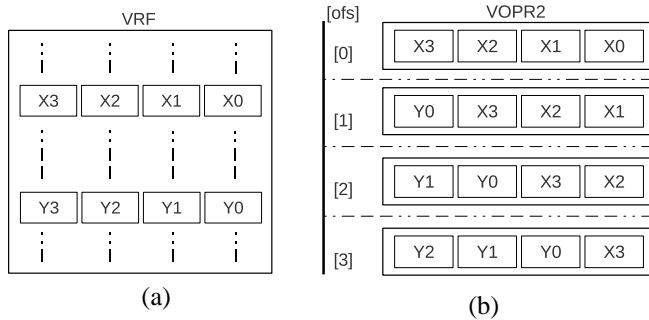 VRF
X3 X2 X1 X0
Y3 Y2 Y1 Y0
(a)
[ofs] VOPR2
[0] X3 X2 X1 X0
[1] Y0 X3 X2 X1
[2] Y1 Y0 X3 X2
[3] Y2 Y1 Y0 X3
(b)